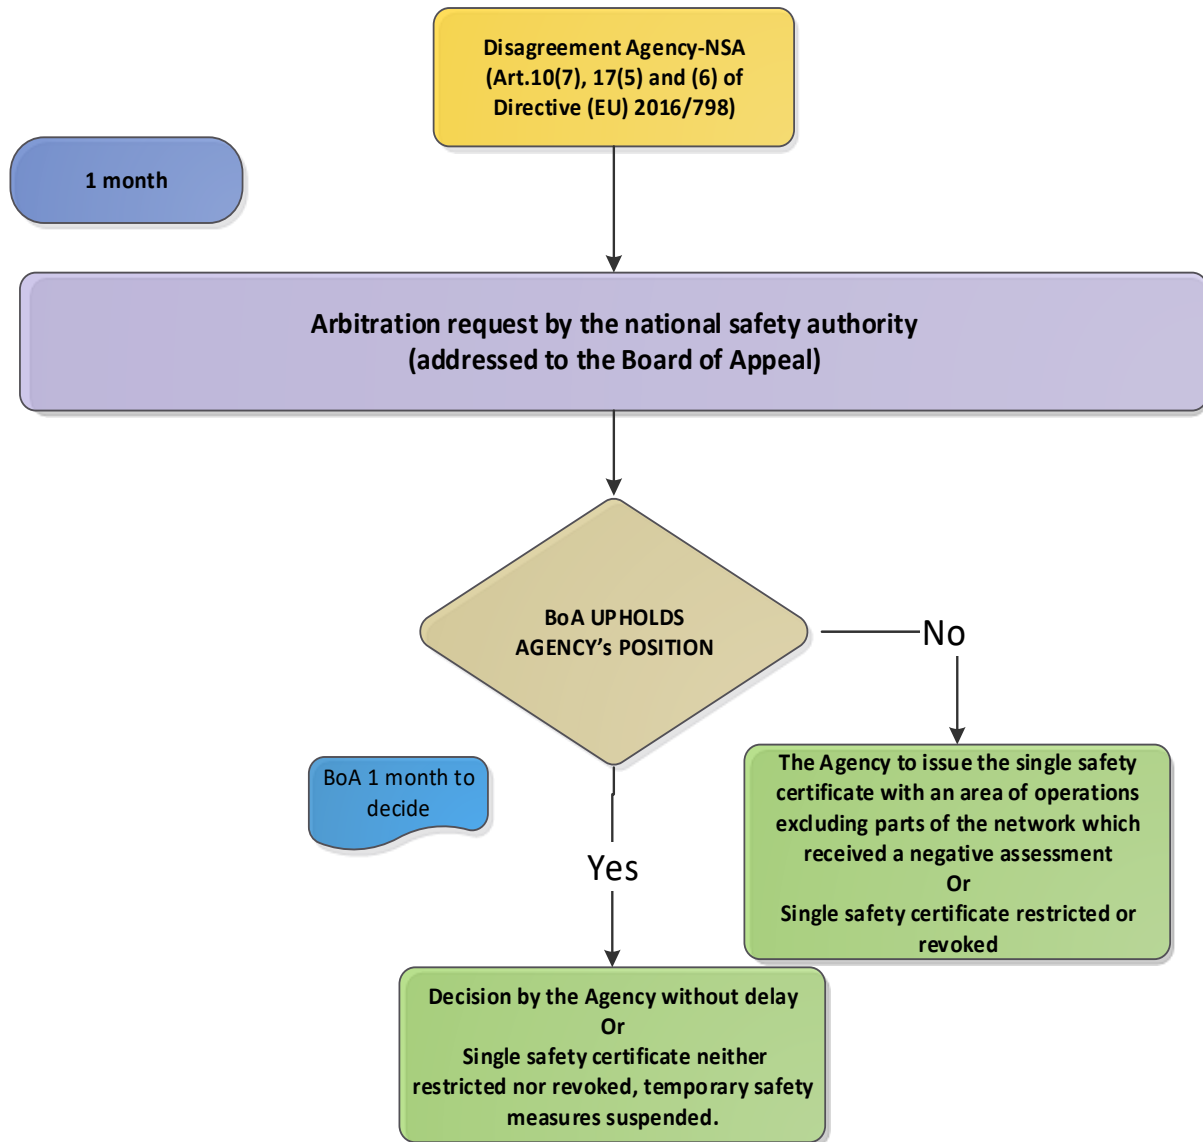 Disagreement Agency-NSA
(Art.10(7), 17(5) and (6) of
Directive (EU) 2016/798)
1 month
Arbitration request by the national safety authority
(addressed to the Board of Appeal)
BoA UPHOLDS
AGENCY's POSITION
No
BoA 1 month to
decide
Yes
The Agency to issue the single safety
certificate with an area of operations
excluding parts of the network which
received a negative assessment
Or
Single safety certificate restricted or
revoked
Decision by the Agency without delay
Or
Single safety certificate neither
restricted nor revoked, temporary safety
measures suspended.